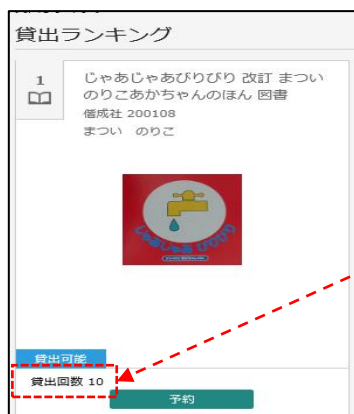 貸出ランキング
1
じゃあじゃあびりびり 改訂 まつい
のりこあかちゃんのほん 図書
偕成社 200108
まつい のりこ
じゃあじゃあ びりびり
貸出可能
貸出回数 10
予約